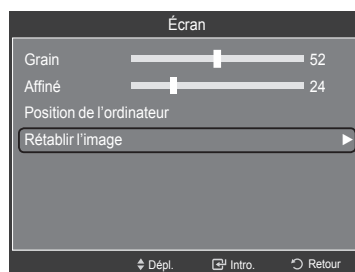 Écran
Grain 52
Affiné 24
Position de l'ordinateur
Rétablir l'image
Dépl. Intro. Retour